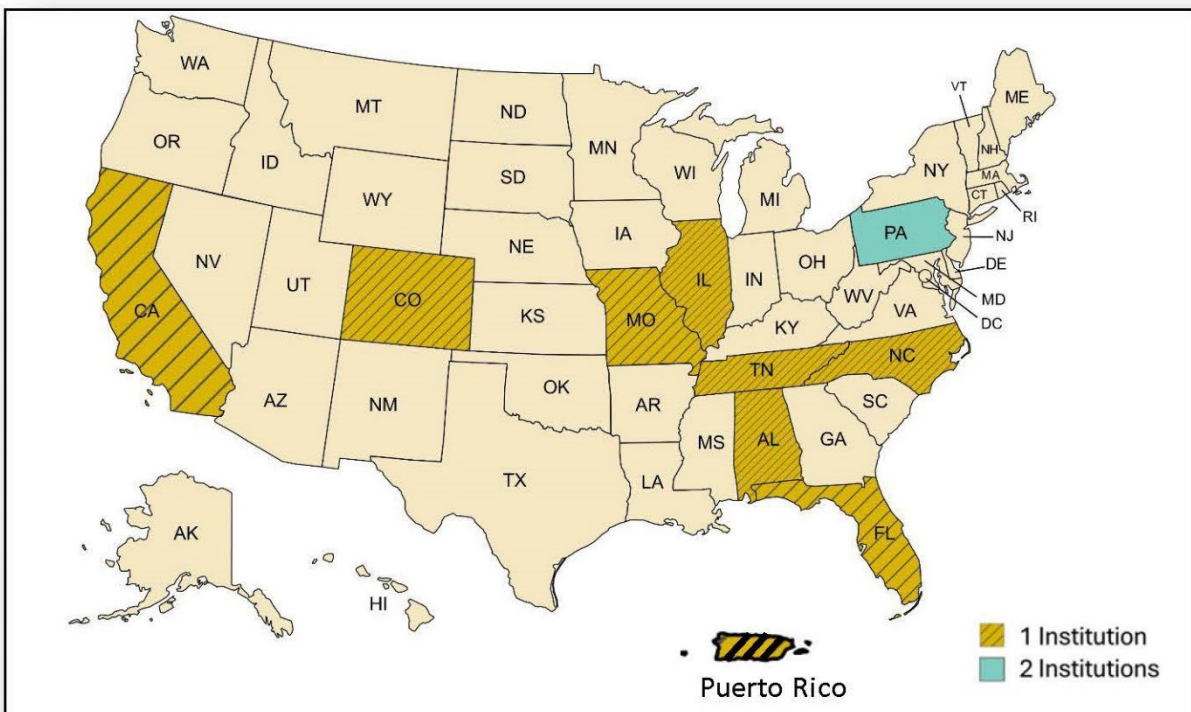 WA
MT
ND
MN
VT
ME
OR
ID
SD
WI
MI
NY
NH
MA
CT
RI
WY
IA
PA
NJ
NV
UT
CO
NE
IL
IN
OH
DE
CA
KS
MO
KY
WV
VA
MD
DC
AZ
NM
OK
AR
TN
NC
SC
MS
AL
GA
TX
LA
FL
AK
HI
1 Institution
2 Institutions
Puerto Rico